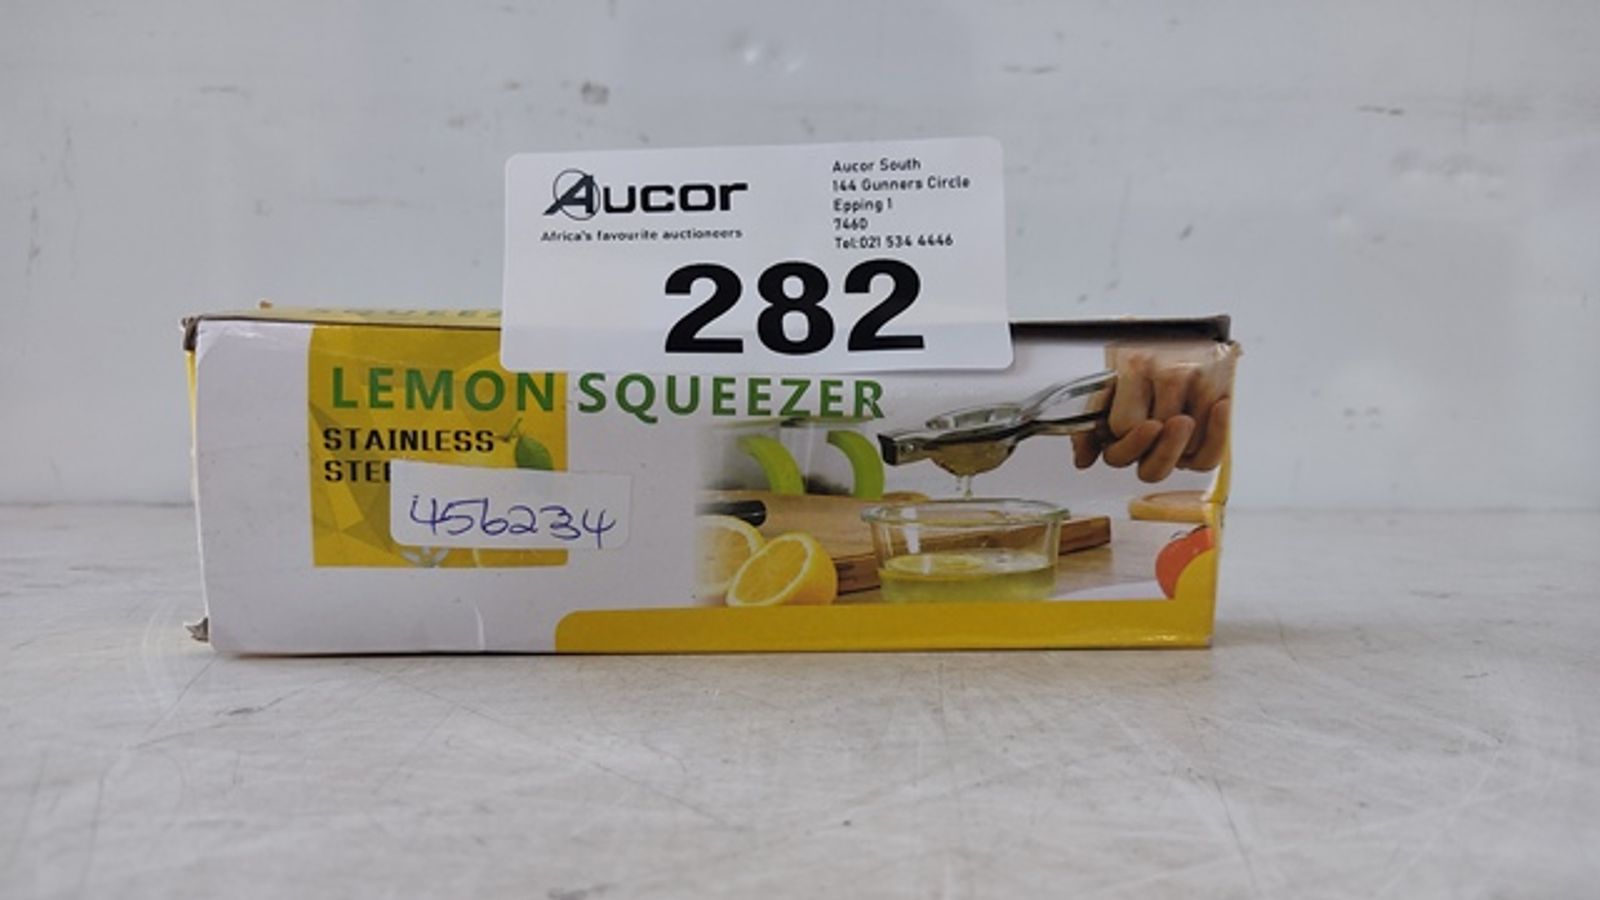 Aucor
Africa's favourite auctioneers
Aucor South
144 Gunners Circle
Epping 1
7460
Tel:021 534 4446
282
LEMON SQUEEZER
STAINLESS
456234